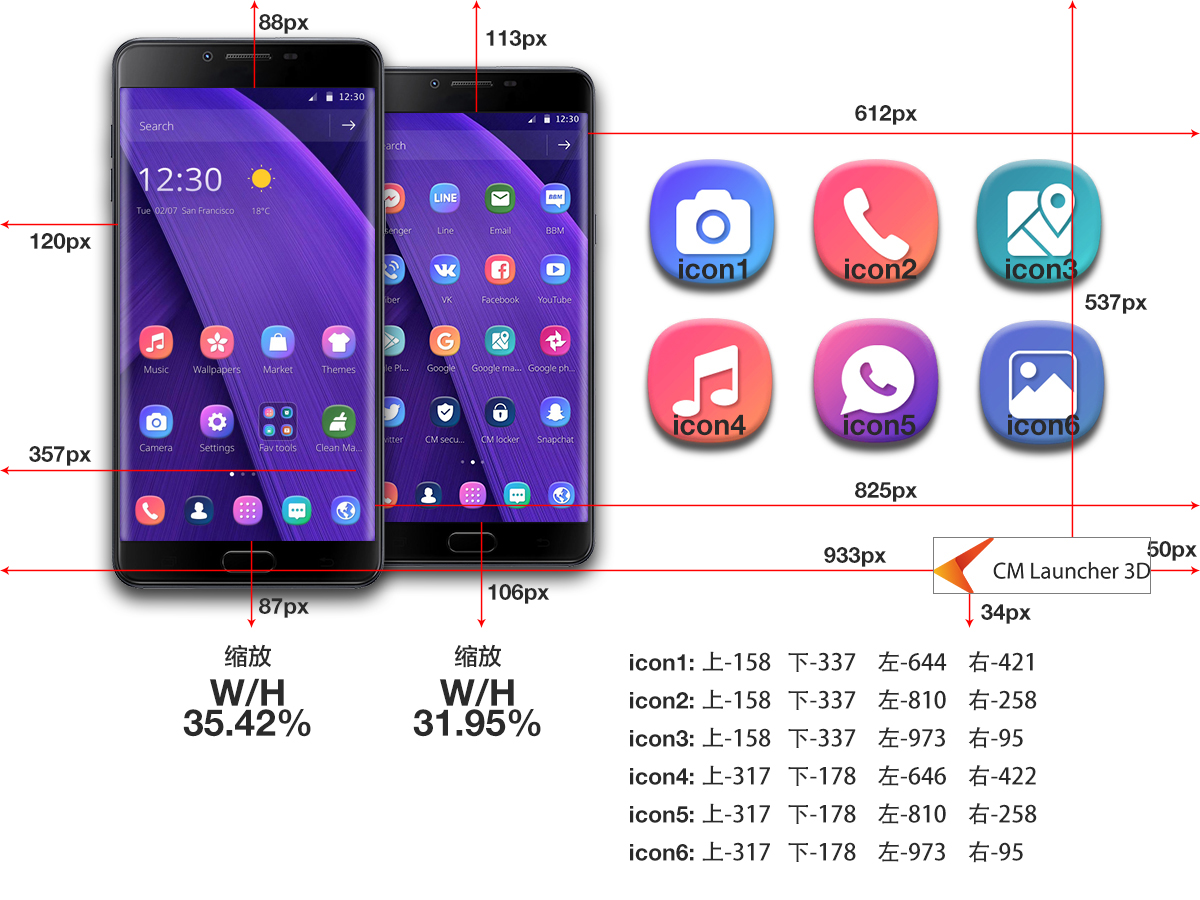 88px
113px
612px
120px
12:30
Search
12:30
Tue 02/07 San Francisco 18°C
Music Wallpapers Market Themes
Camera Settings Fav tools Clean Ma...
12:30
arch
enger Line Email BBM
LINE
BBM
iber VK Facebook YouTube
le Pl... Google Google ma... Google ph...
itter CM secu... CM locker Snapchat
icon1 icon2 icon3
537px
icon4 icon5 icon6
357px
825px
933px
50px
CM Launcher 3D
87px
106px
34px
缩放
W/H
35.42%
缩放
W/H
31.95%
icon1: 上-158 下-337 左-644 右-421
icon2: 上-158 下-337 左-810 右-258
icon3: 上-158 下-337 左-973 右-95
icon4: 上-317 下-178 左-646 右-422
icon5: 上-317 下-178 左-810 右-258
icon6: 上-317 下-178 左-973 右-95